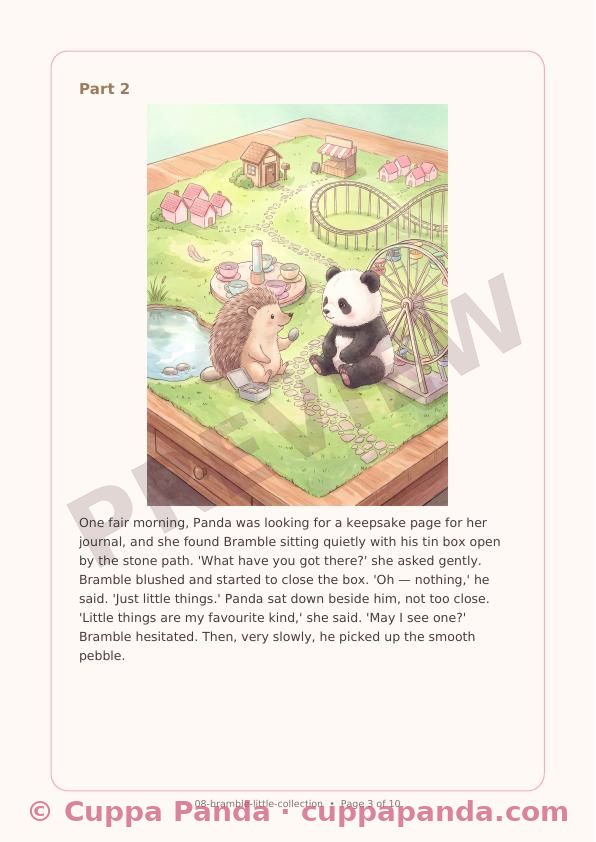 Part 2
PREVIEW
One fair morning, Panda was looking for a keepsake page for her
journal, and she found Bramble sitting quietly with his tin box open
by the stone path. 'What have you got there?' she asked gently.
Bramble blushed and started to close the box. 'Oh — nothing,' he
said. 'Just little things.' Panda sat down beside him, not too close.
'Little things are my favourite kind,' she said. 'May I see one?'
Bramble hesitated. Then, very slowly, he picked up the smooth
pebble.
08-bramble-little-collection • Page 3 of 10
© Cuppa Panda · cuppapanda.com